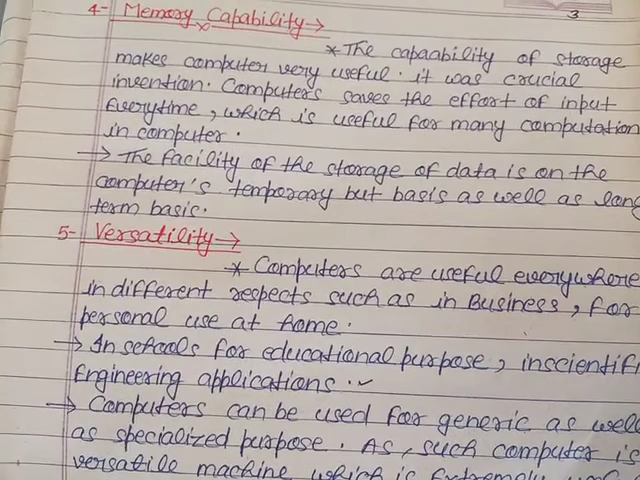 3
4- Memory Capability →
* The capaability of storage
makes computer very useful. it was crucial
invention. Computers saves the effort of input
Everytime, which is useful for many computation
in computer.
→ The facility of the storage of data is on the
computer's temporary but basis as well as long
term basis.
5- Versatility →
* Computers are useful everywhere
in different respects such as in Business, for
personal use at home.
→ In schools for educational purpose, inscientifi
Engineering applications.
→ Computers can be used for generic as well
as specialized purpose. As, such computer is
versatile machine which is Extremely